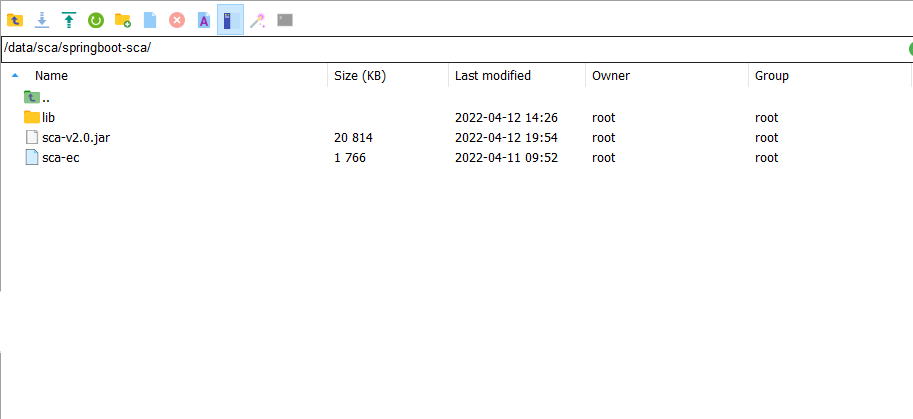 A
/data/sca/springboot-sca/
Name Size (KB) Last modified Owner Group
..
lib 2022-04-12 14:26 root root
sca-v2.0.jar 20 814 2022-04-12 19:54 root root
sca-ec 1 766 2022-04-11 09:52 root root